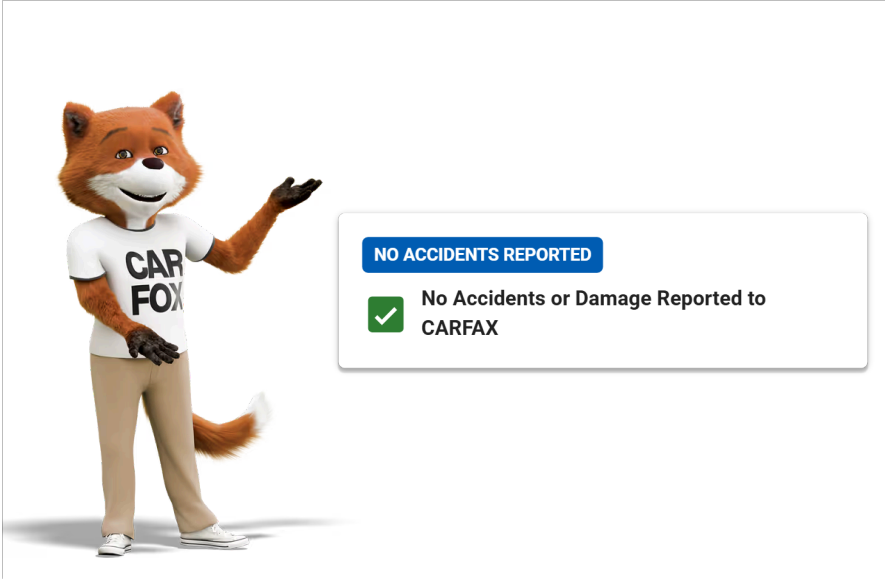 CAR
FOX
NO ACCIDENTS REPORTED
No Accidents or Damage Reported to
CARFAX